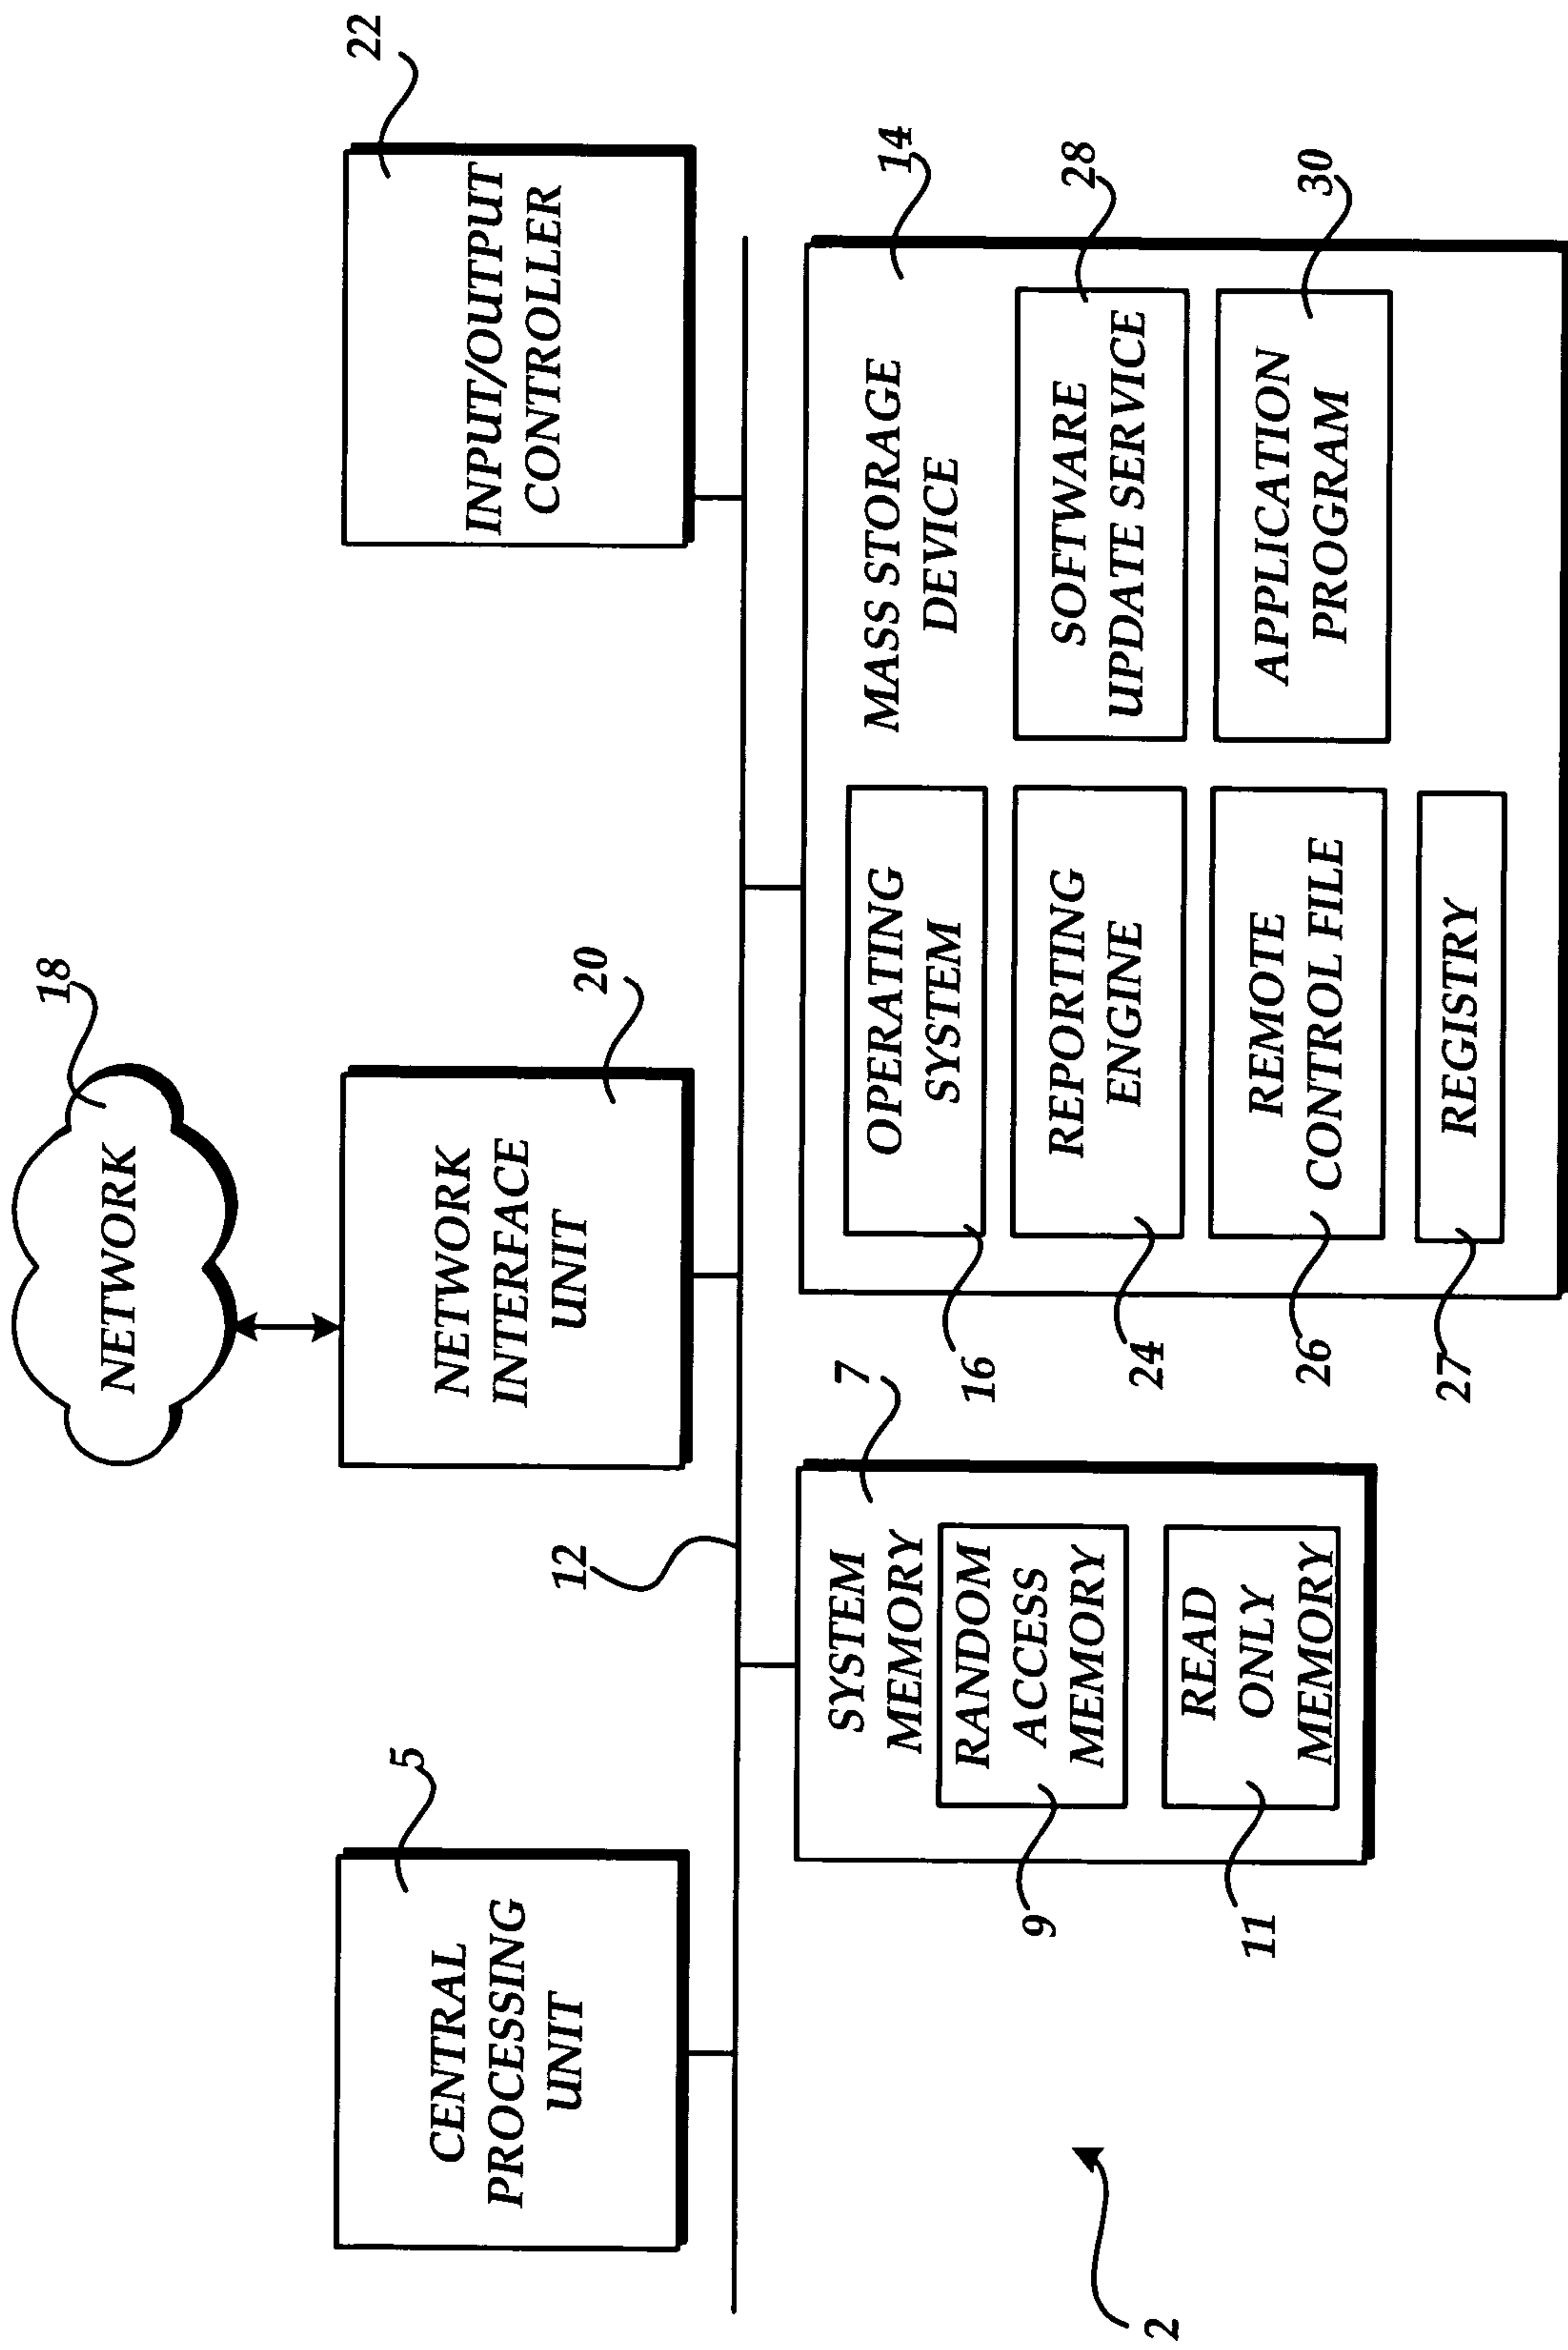 NETWORK
18
CENTRAL
PROCESSING
UNIT
5
NETWORK
INTERFACE
UNIT
20
INPUT/OUTPUT
CONTROLLER
22
12
SYSTEM
MEMORY
7
RANDOM
ACCESS
MEMORY
9
READ
ONLY
MEMORY
11
MASS STORAGE
DEVICE
14
OPERATING
SYSTEM
16
REPORTING
ENGINE
24
REMOTE
CONTROL FILE
26
REGISTRY
27
SOFTWARE
UPDATE SERVICE
28
APPLICATION
PROGRAM
30
2